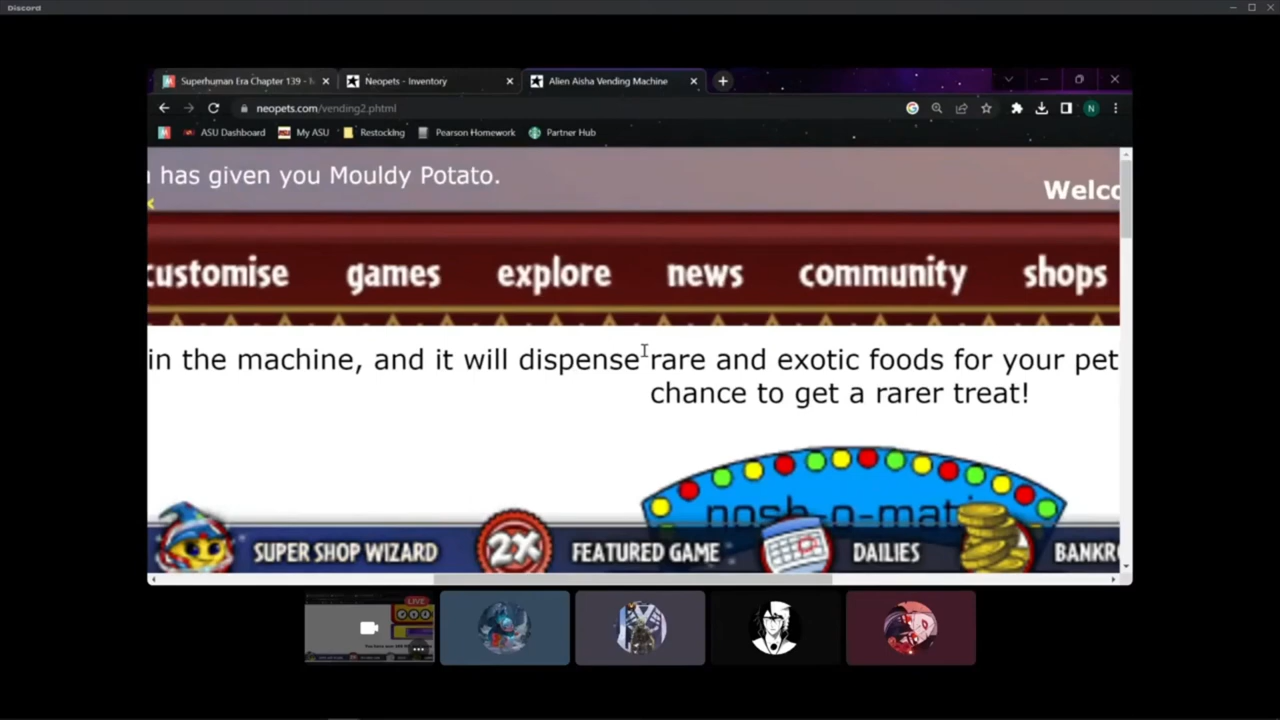 Discord
Superhuman Era Chapter 139 -
Neopets - Inventory
Alien Aisha Vending Machine
neopets.com/vending2.phtml
N
ASU Dashboard
My ASU
Restocking
Pearson Homework
Partner Hub
has given you Mouldy Potato.
Welco
customise
games
explore
news
community
shops
in the machine, and it will dispense rare and exotic foods for your pet
chance to get a rarer treat!
nosh-o-mati
SUPER SHOP WIZARD
2X
FEATURED GAME
DAILIES
BANKR
LIVE